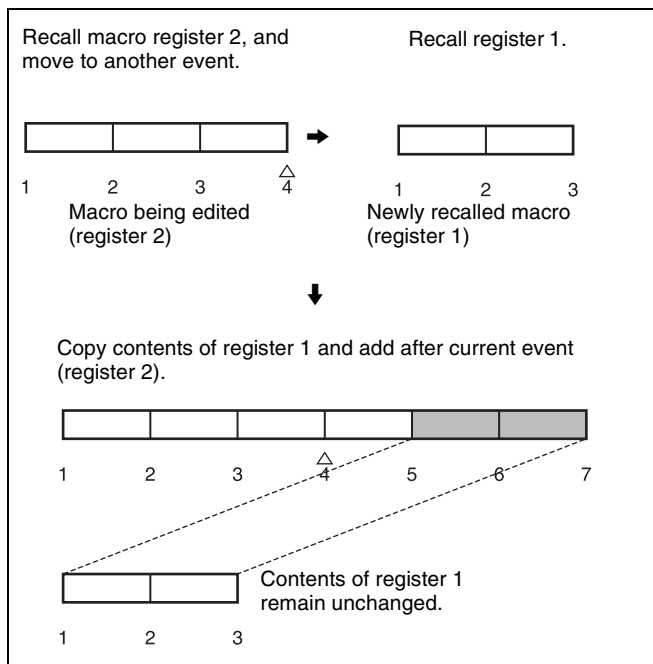 Recall macro register 2, and
move to another event.
Recall register 1.
1 2 3 4
Macro being edited
(register 2)
1 2 3
Newly recalled macro
(register 1)
Copy contents of register 1 and add after current event
(register 2).
1 2 3 4 5 6 7
Contents of register 1
remain unchanged.
1 2 3